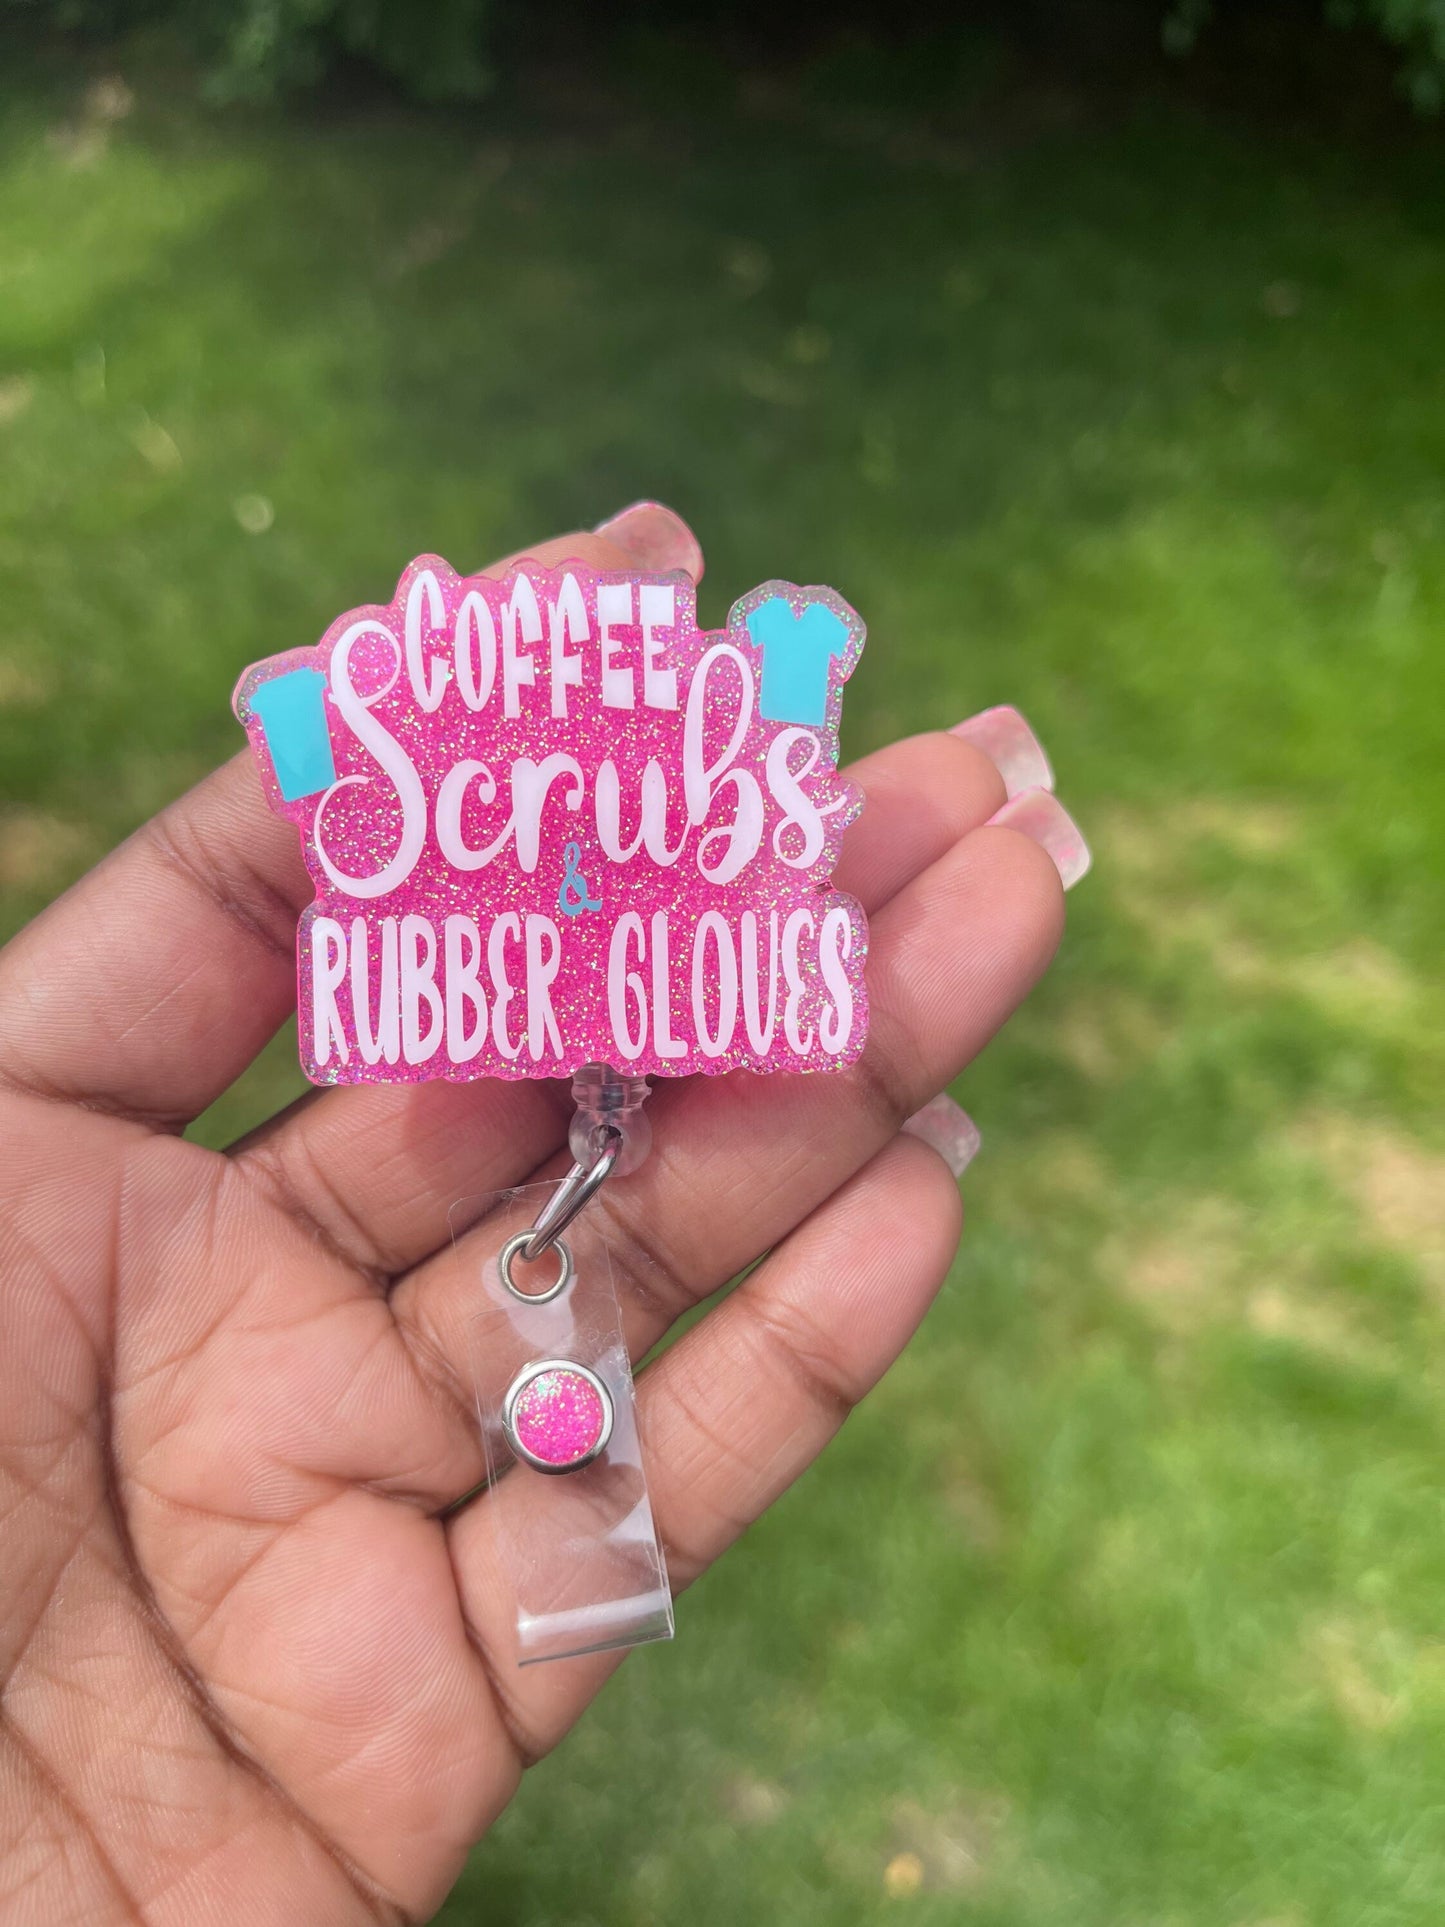 COFFEE
Scrubs
&
RUBBER GLOVES